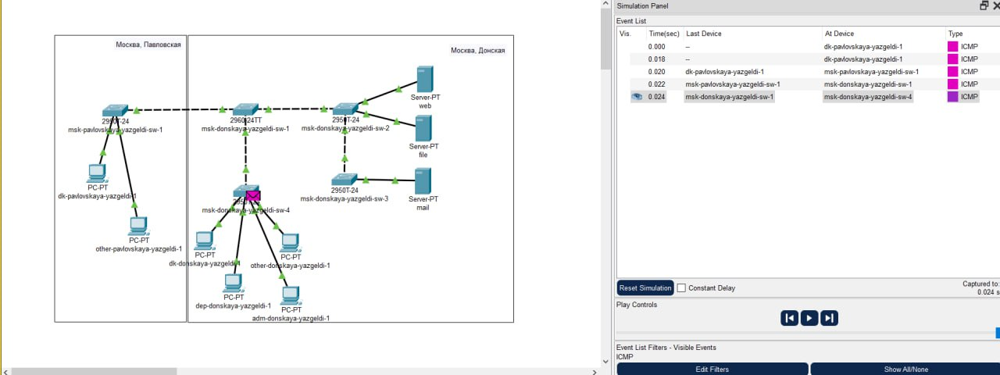 Simulation Panel
Event List
Vis. Time(sec) Last Device At Device Type
0.000 -- dk-pavlovskaya-yazgeldi-1 ICMP
0.018 -- dk-pavlovskaya-yazgeldi-1 ICMP
0.020 dk-pavlovskaya-yazgeldi-1 msk-pavlovskaya-yazgeldi-sw-1 ICMP
0.022 msk-pavlovskaya-yazgeldi-sw-1 msk-donskaya-yazgeldi-sw-1 ICMP
0.024 msk-donskaya-yazgeldi-sw-1 msk-donskaya-yazgeldi-sw-4 ICMP
Reset Simulation Constant Delay
Captured to:
0.024 s
Play Controls
Event List Filters - Visible Events
ICMP
Edit Filters Show All/None
Москва, Павловская
Москва, Донская
2950T-24
msk-pavlovskaya-yazgeldi-sw-1
2960-24TT
msk-donskaya-yazgeldi-sw-1
2950T-24
msk-donskaya-yazgeldi-sw-2
Server-PT
web
Server-PT
file
2950T-24
msk-donskaya-yazgeldi-sw-3
Server-PT
mail
msk-donskaya-yazgeldi-sw-4
PC-PT
dk-pavlovskaya-yazgeldi-1
PC-PT
other-pavlovskaya-yazgeldi-1
PC-PT
dk-donskaya-yazgeldi-1
PC-PT
other-donskaya-yazgeldi-1
PC-PT
dep-donskaya-yazgeldi-1
PC-PT
adm-donskaya-yazgeldi-1